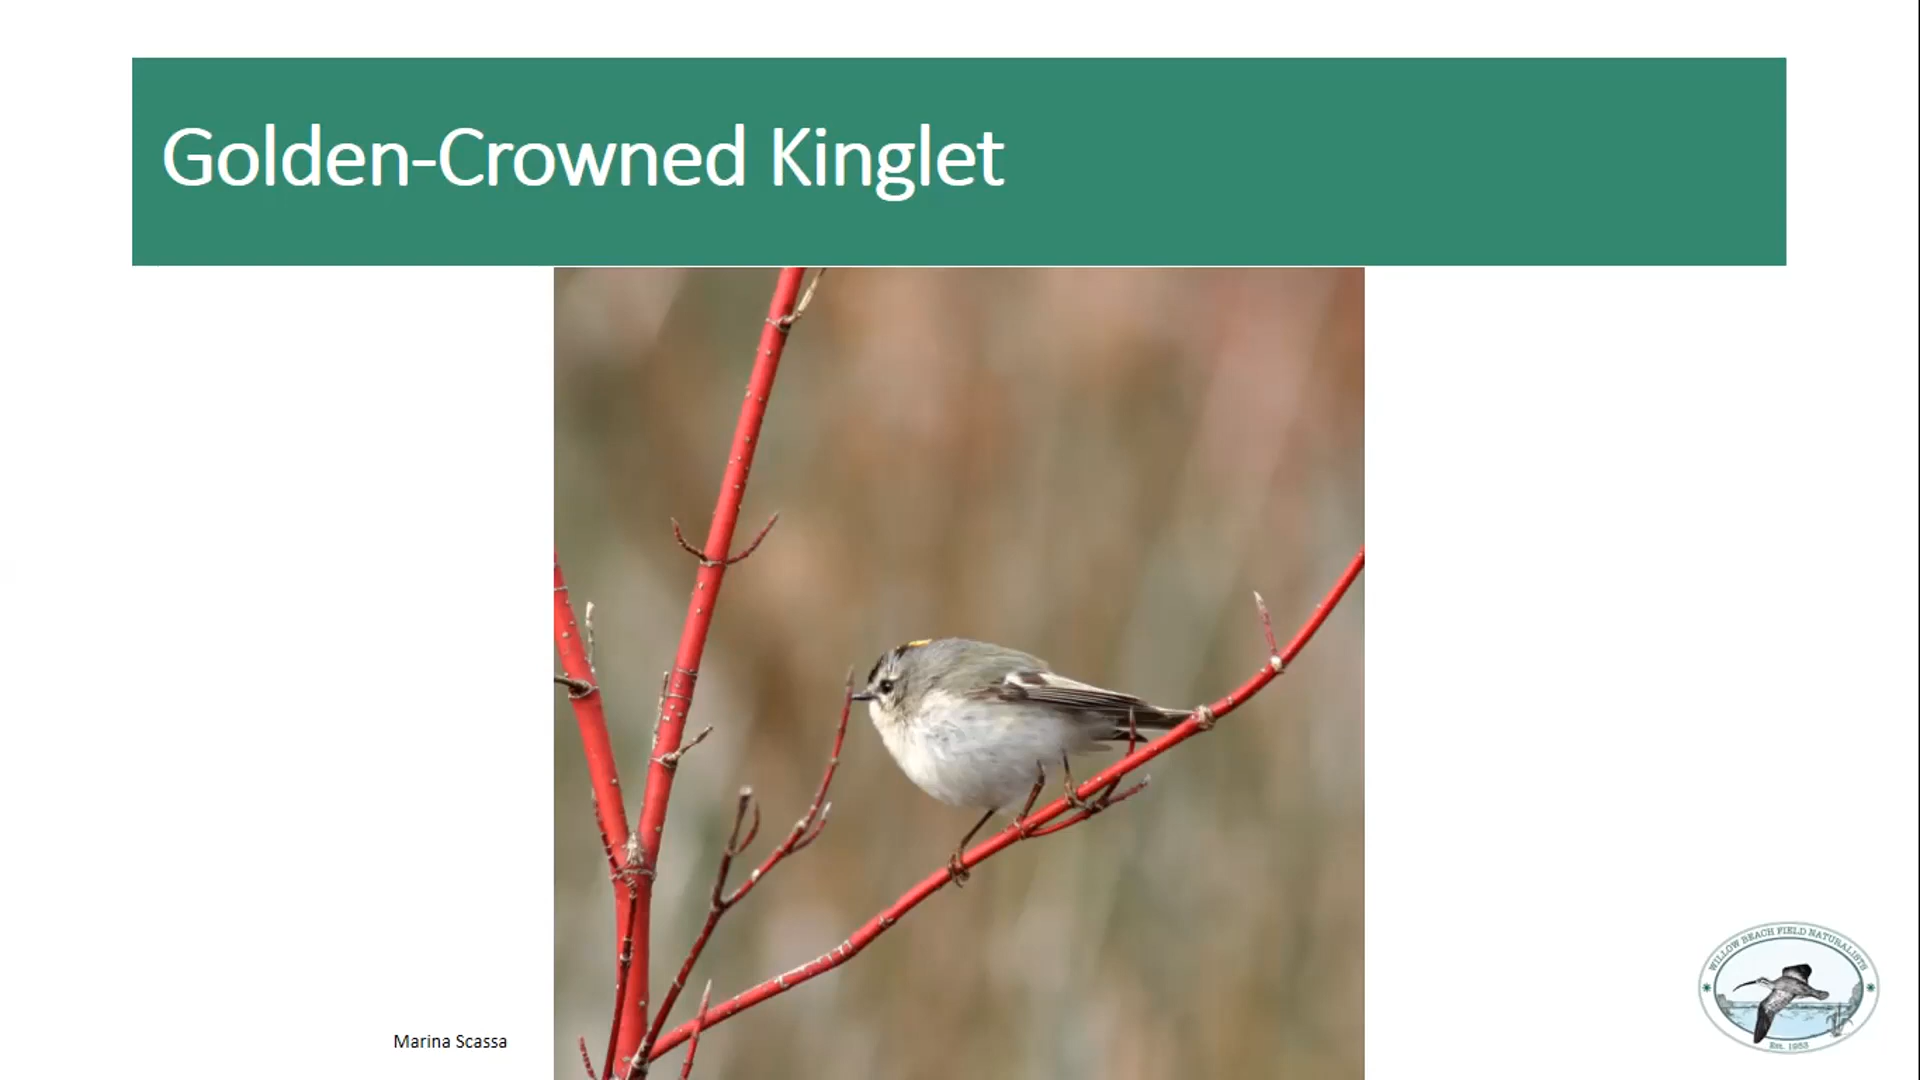 Golden-Crowned Kinglet
Marina Scassa
WILLOW BEACH FIELD NATURALISTS
Est. 1953